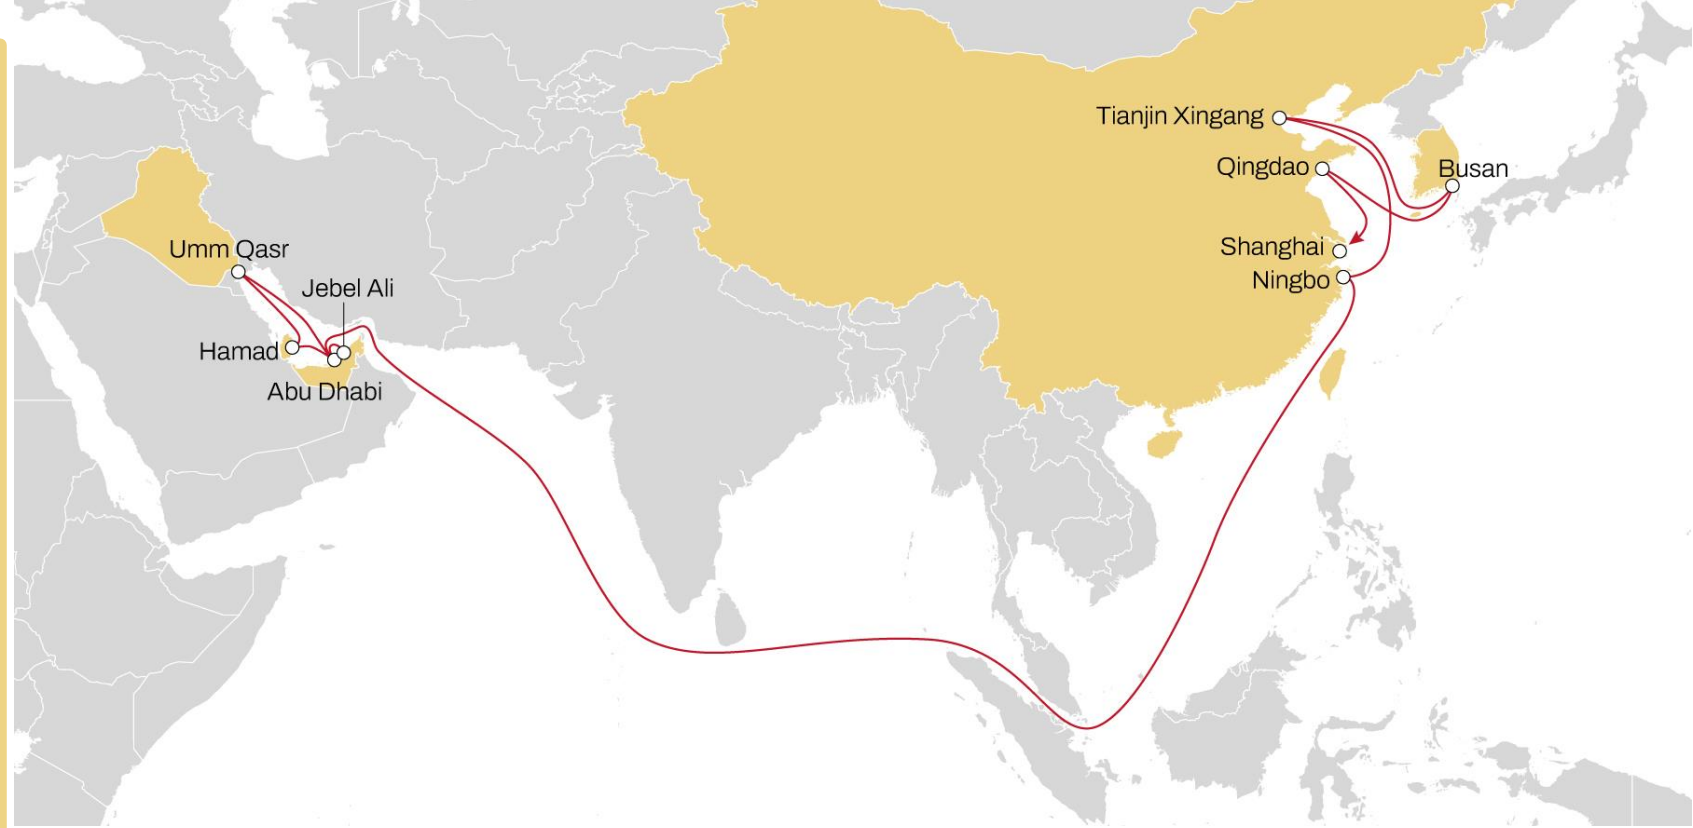 Tianjin Xingang
Qingdao
Busan
Shanghai
Umm Qasr
Ningbo
Jebel Ali
Hamad
Abu Dhabi